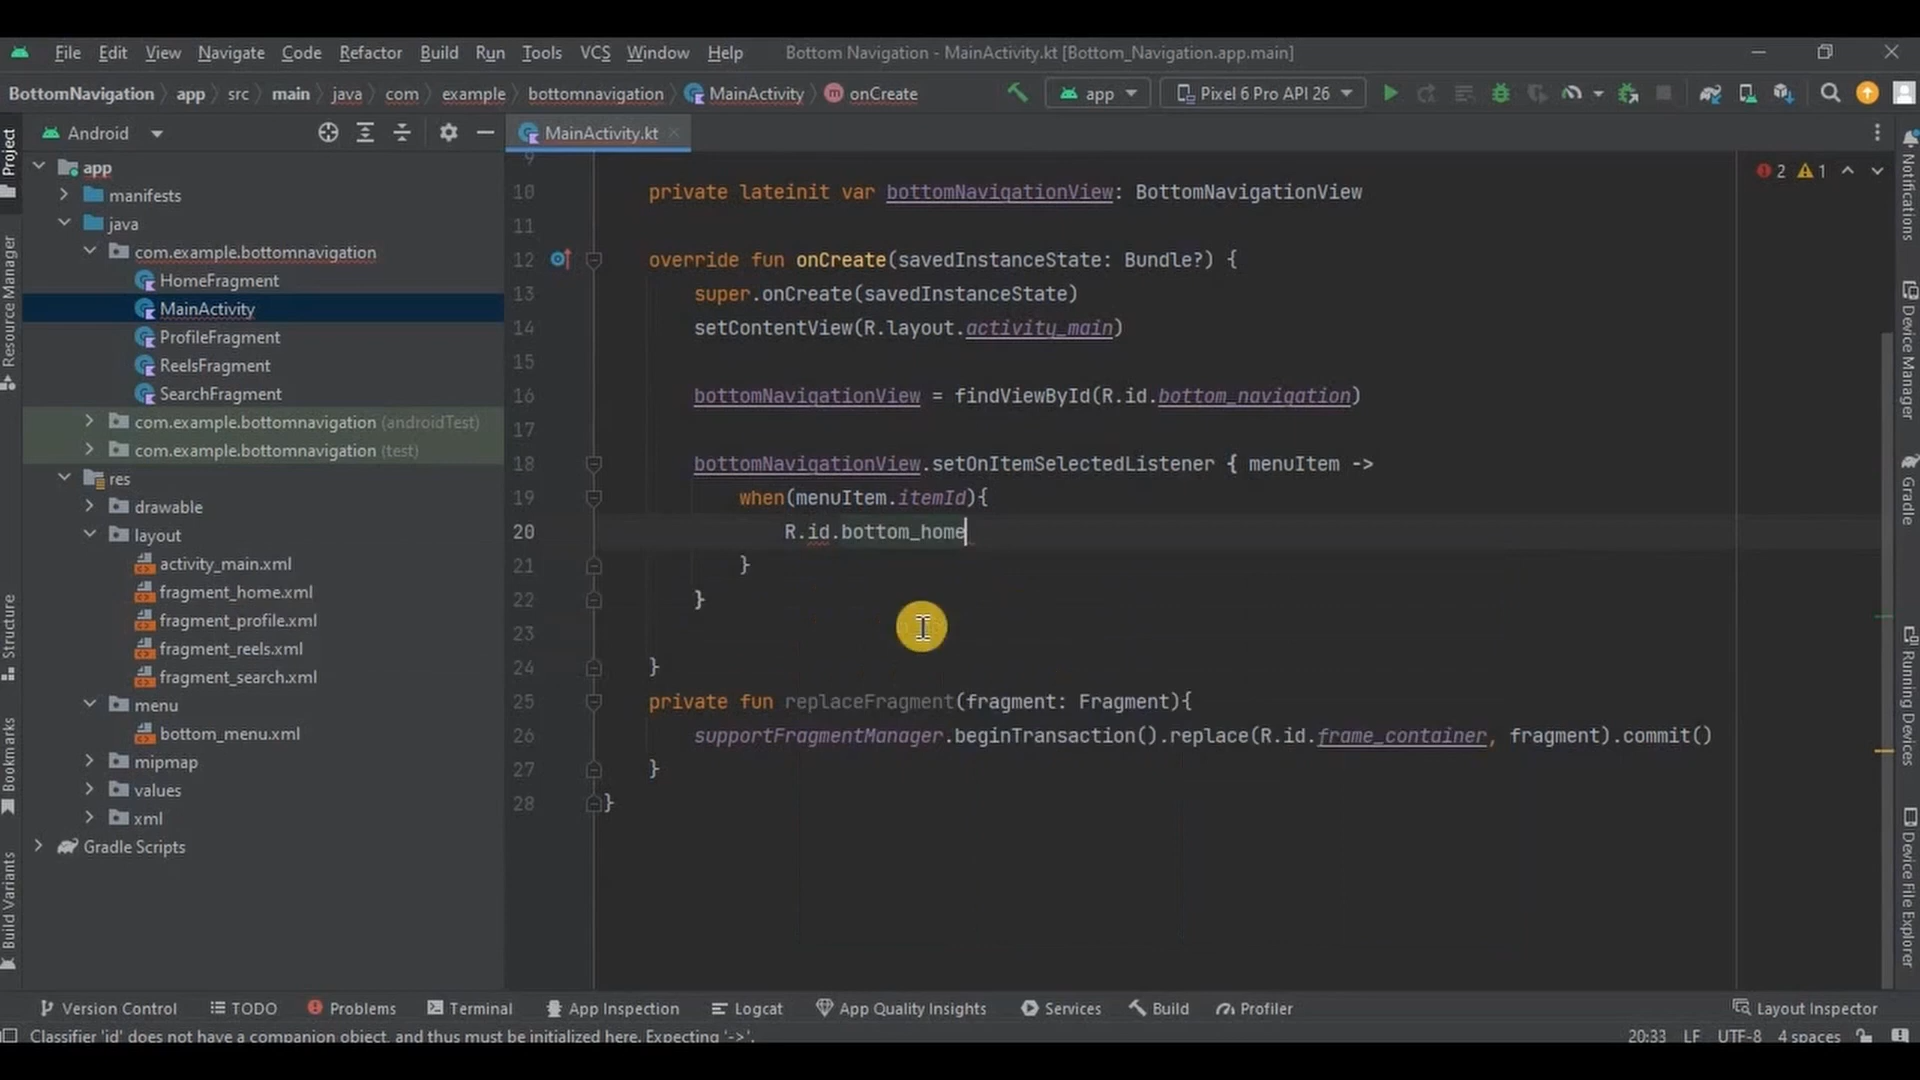 File Edit View Navigate Code Refactor Build Run Tools VCS Window Help Bottom Navigation - MainActivity.kt [Bottom_Navigation.app.main]
BottomNavigation app src main java com example bottomnavigation MainActivity onCreate app Pixel 6 Pro API 26
Android
MainActivity.kt
Project
Resource Manager
Structure
Bookmarks
Build Variants
app
manifests
java
com.example.bottomnavigation
HomeFragment
MainActivity
ProfileFragment
ReelsFragment
SearchFragment
com.example.bottomnavigation (androidTest)
com.example.bottomnavigation (test)
res
drawable
layout
activity_main.xml
fragment_home.xml
fragment_profile.xml
fragment_reels.xml
fragment_search.xml
menu
bottom_menu.xml
mipmap
values
xml
Gradle Scripts
2 1
9
10 private lateinit var bottomNavigationView: BottomNavigationView
11
12 override fun onCreate(savedInstanceState: Bundle?) {
13 super.onCreate(savedInstanceState)
14 setContentView(R.layout.activity_main)
15
16 bottomNavigationView = findViewById(R.id.bottom_navigation)
17
18 bottomNavigationView.setOnItemSelectedListener { menuItem ->
19 when(menuItem.itemId){
20 R.id.bottom_home
21 }
22 }
23
24 }
25 private fun replaceFragment(fragment: Fragment){
26 supportFragmentManager.beginTransaction().replace(R.id.frame_container, fragment).commit()
27 }
28 }
Notifications
Device Manager
Gradle
Running Devices
Device File Explorer
Version Control TODO Problems Terminal App Inspection Logcat App Quality Insights Services Build Profiler Layout Inspector
Classifier 'id' does not have a companion object, and thus must be initialized here. Expecting '->'. 20:33 LF UTF-8 4 spaces